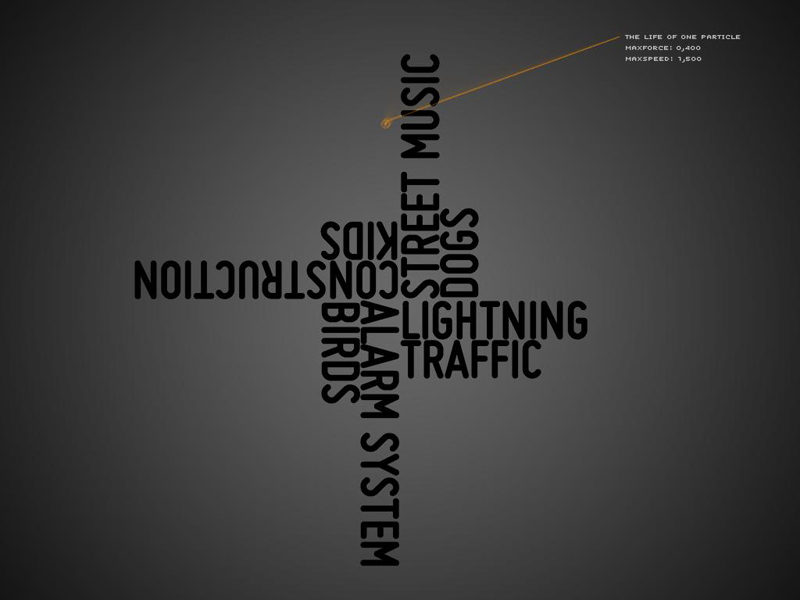 THE LIFE OF ONE PARTICLE
MAXFORCE: 0,400
MAXSPEED: 1,500
STREET MUSIC
DOGS
KIDS
CONSTRUCTION
LIGHTNING
TRAFFIC
BIRDS
ALARM SYSTEM